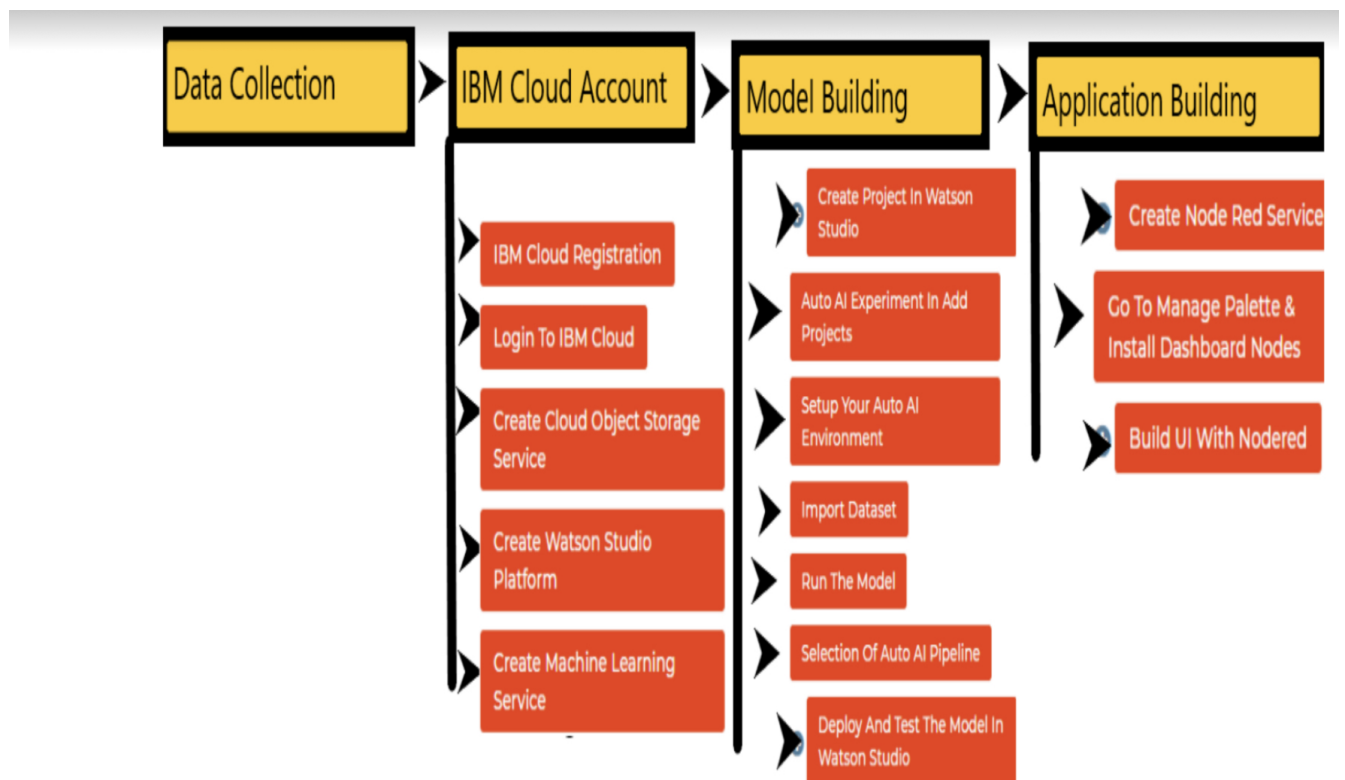 Data Collection
IBM Cloud Account
Model Building
Application Building
IBM Cloud Registration
Login To IBM Cloud
Create Cloud Object Storage
Service
Create Watson Studio
Platform
Create Machine Learning
Service
Create Project In Watson
Studio
Auto AI Experiment In Add
Projects
Setup Your Auto AI
Environment
Import Dataset
Run The Model
Selection Of Auto AI Pipeline
Deploy And Test The Model In
Watson Studio
Create Node Red Service
Go To Manage Palette &
Install Dashboard Nodes
Build UI With Nodered